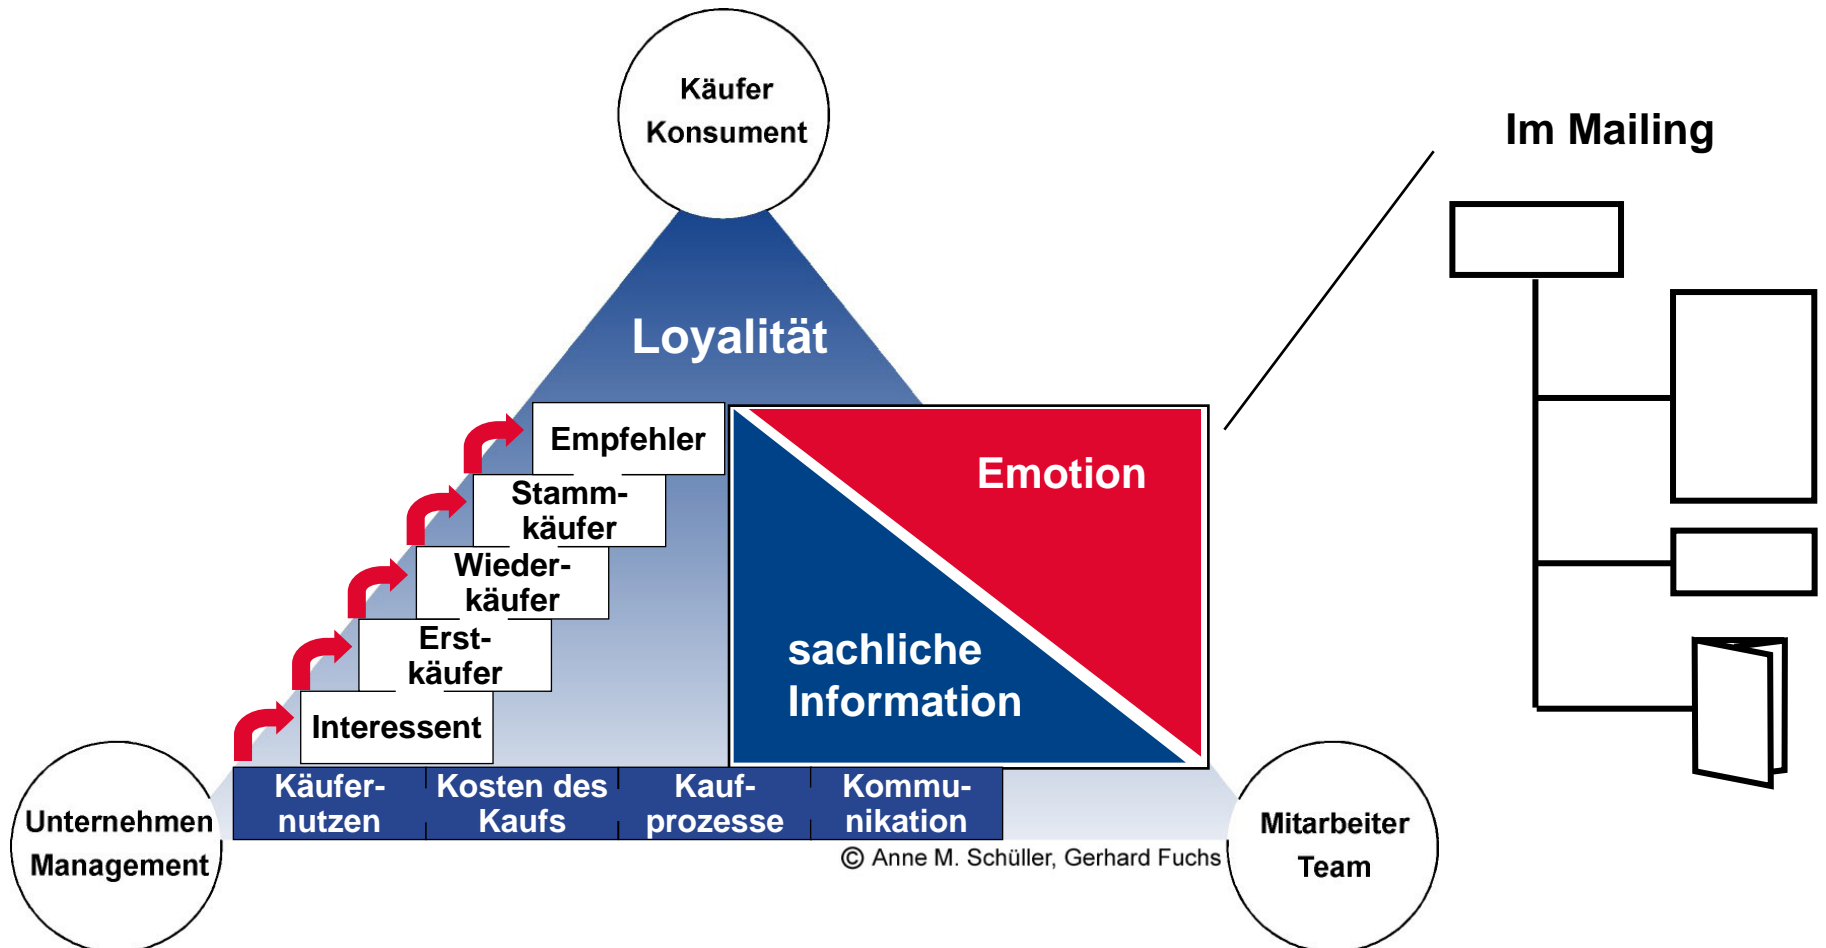 Käufer
Konsument
Im Mailing
Loyalität
Empfehler
Stamm-
käufer
Wieder-
käufer
Erst-
käufer
Interessent
Emotion
sachliche
Information
Käufer-
nutzen
Kosten des
Kaufs
Kauf-
prozesse
Kommu-
nikation
Unternehmen
Management
Mitarbeiter
Team
© Anne M. Schüller, Gerhard Fuchs